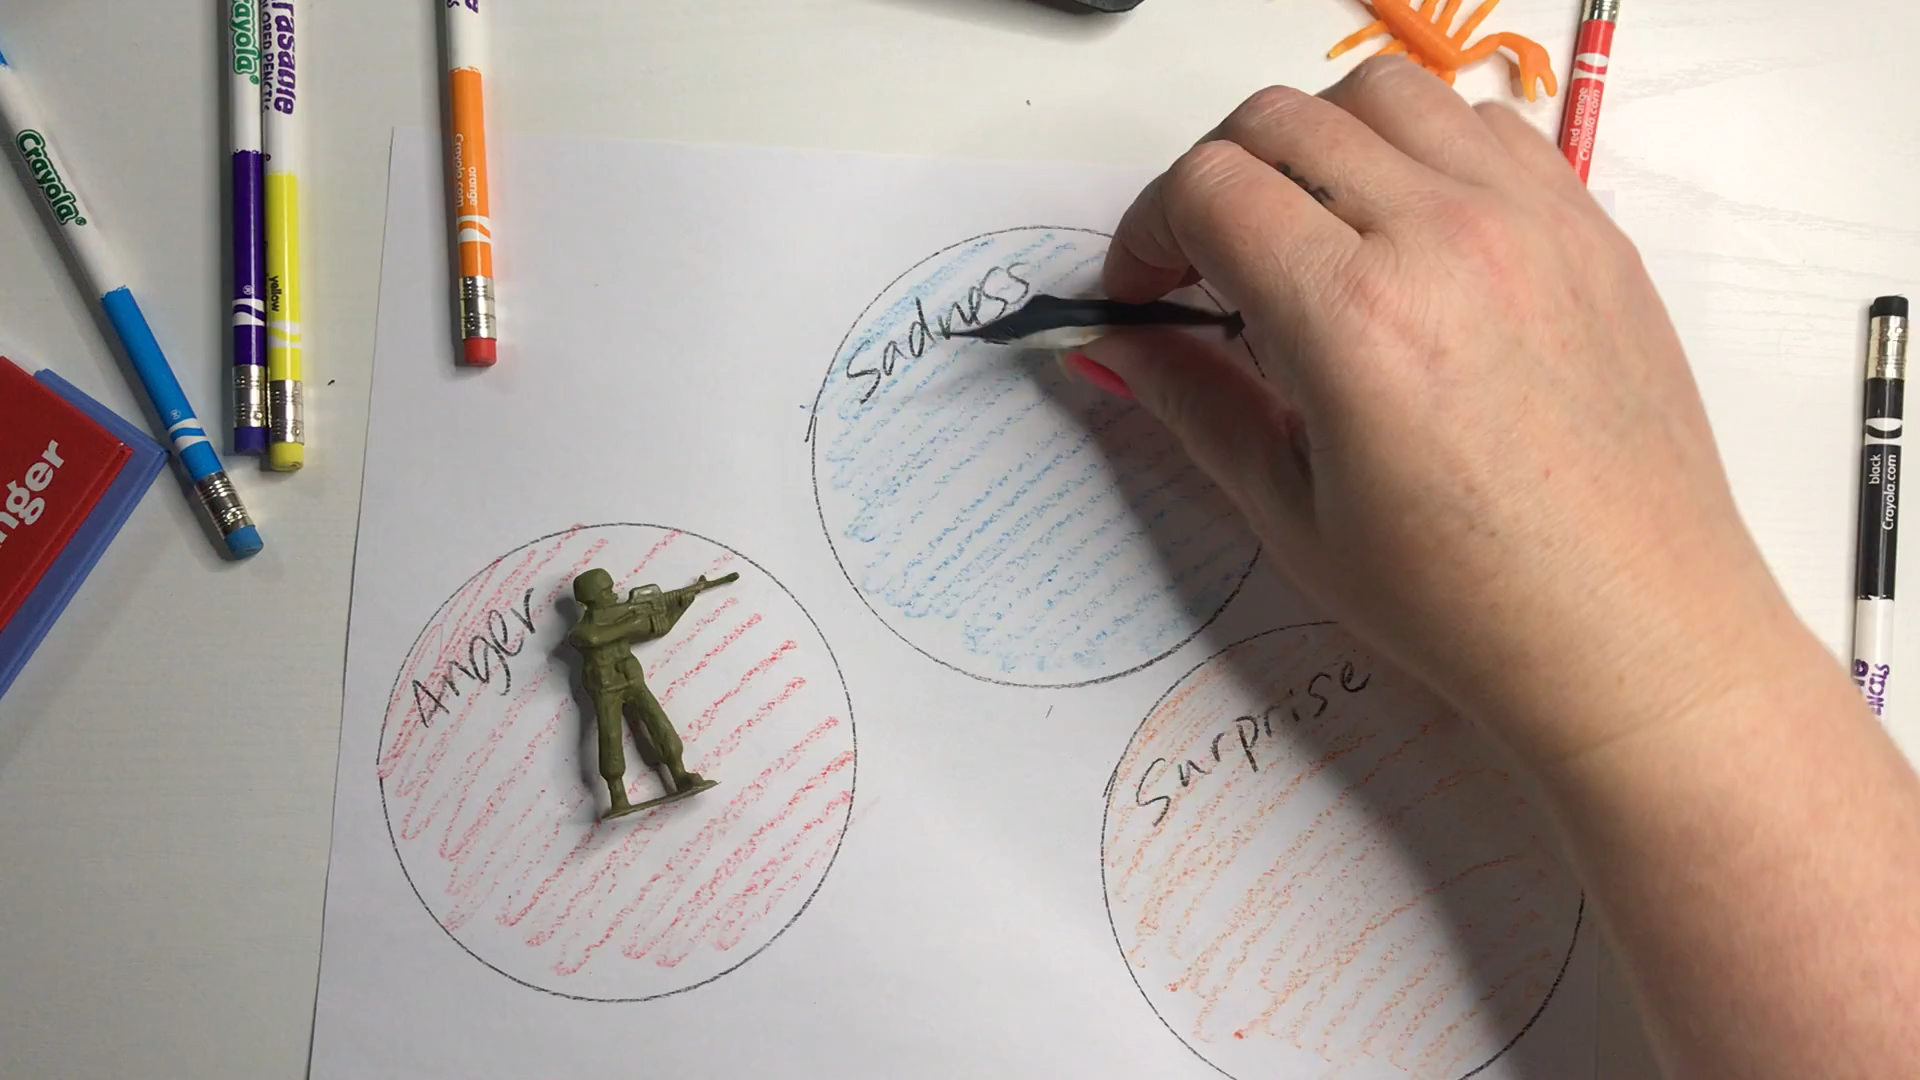 Crayola
Crayola
erasable
Crayola.com
orange
yellow
nger
Sadness
Anger
Surprise
red orange
Crayola.com
black
Crayola.com